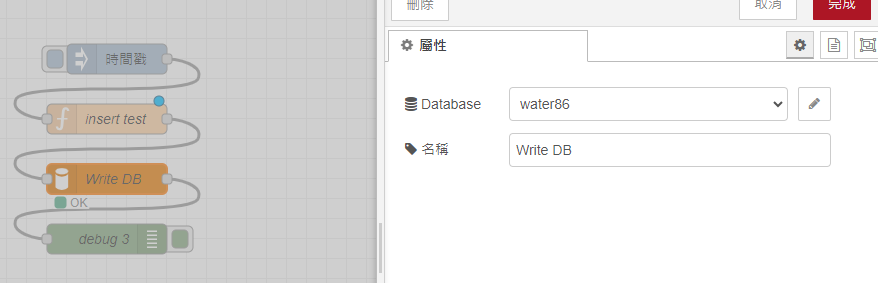 刪除
取消
完成
屬性
Database
water86
名稱
Write DB
時間戳
insert test
Write DB
OK
debug 3